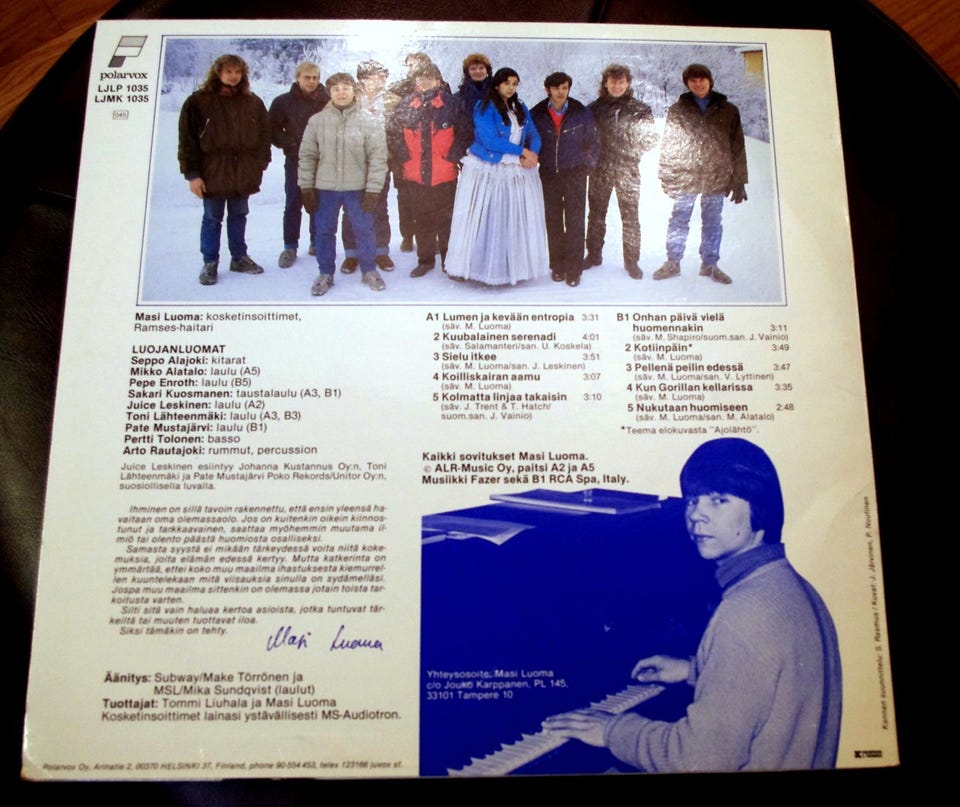 polarvox
LJLP 1035
LJMK 1035
045
Masi Luoma: kosketinsoittimet,
Ramses-haitari
LUOJANLUOMAT
Seppo Alajoki: kitarat
Mikko Alatalo: laulu (A5)
Pepe Enroth: laulu (B5)
Sakari Kuosmanen: taustalaulu (A3, B1)
Juice Leskinen: laulu (A2)
Toni Lähteenmäki: laulu (A3, B3)
Pate Mustajärvi: laulu (B1)
Pertti Tolonen: basso
Arto Rautajoki: rummut, percussion
Juice Leskinen esiintyy Johanna Kustannus Oy:n, Toni
Lähteenmäki ja Pate Mustajärvi Poko Rekords/Unitor Oy:n,
suosiollisella luvalla.
Ihminen on sillä tavoin rakennettu, että ensin yleensä ha-
vaitaan oma olemassaolo. Jos on kuitenkin oikein kiinnos-
tunut ja tarkkaavainen, saattaa myöhemmin muutama il-
miö tai olento päästä huomiosta osalliseksi.
Samasta syystä ei mikään tärkeydessä voita niitä koke-
muksia, joita elämän edessä kertyy. Mutta katkerinta on
ymmärtää, ettei koko muu maailma ihastuksesta kiemurrel-
len kuuntelekaan mitä viisauksia sinulla on sydämelläsi.
Jospa muu maailma sittenkin on olemassa jotain toista tar-
koitusta varten.
Silti sitä vain haluaa kertoa asioista, jotka tuntuvat tär-
keiltä tai muuten tuottavat iloa.
Siksi tämäkin on tehty.
Masi Luoma
Äänitys: Subway/Make Törrönen ja
MSL/Mika Sundqvist (laulut)
Tuottajat: Tommi Liuhala ja Masi Luoma
Kosketinsoittimet lainasi ystävällisesti MS-Audiotron.
Polarvox Oy, Arinatie 2, 00370 HELSINKI 37, Finland, phone 90-554 453, telex 123166 juvox sf.
A1 Lumen ja kevään entropia 3:31
(säv. M. Luoma)
2 Kuubalainen serenadi 4:01
(säv. Salamanteri/san. U. Koskela)
3 Sielu itkee 3:51
(säv. M. Luoma/san. J. Leskinen)
4 Koilliskairan aamu 3:07
(säv. M. Luoma)
5 Kolmatta linjaa takaisin 3:10
(säv. J. Trent & T. Hatch/
suom.san. J. Vainio)
B1 Onhan päivä vielä
huomennakin 3:11
(säv. M. Shapiro/suom.san. J. Vainio)
2 Kotiinpäin* 3:49
(säv. M. Luoma)
3 Pellenä peilin edessä 3:47
(säv. M. Luoma/san. V. Lyttinen)
4 Kun Gorillan kellarissa 3:35
(säv. M. Luoma)
5 Nukutaan huomiseen 2:48
(säv. M. Luoma/san. M. Alatalo)
*Teema elokuvasta "Ajolähtö".
Kaikki sovitukset Masi Luoma.
© ALR-Music Oy, paitsi A2 ja A5
Musiikki Fazer sekä B1 RCA Spa, Italy.
Yhteysosoite: Masi Luoma
c/o Jouko Karppanen, PL 145,
33101 Tampere 10
Kannen suunnittelu: S. Rasmus / Kuvat: J. Järvinen, P. Nuutinen